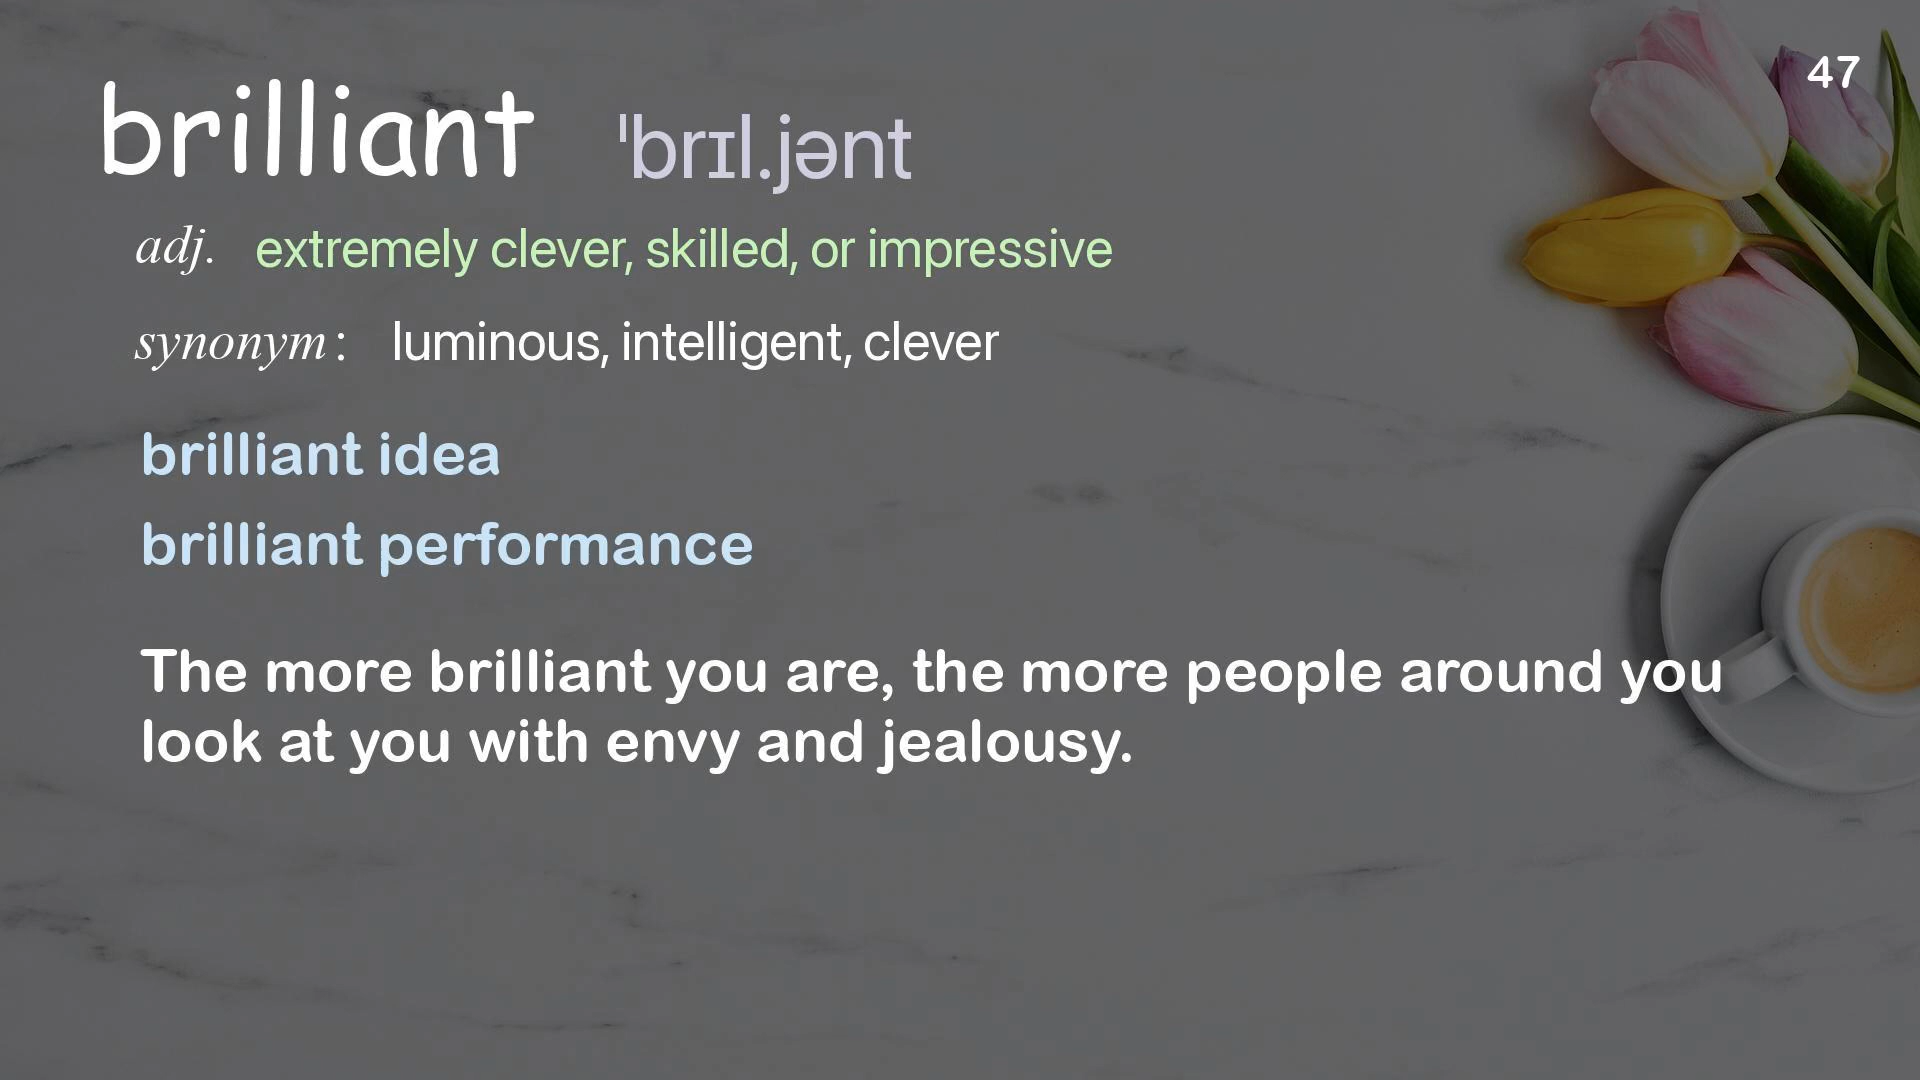 47
brilliant ˈbrɪl.jənt
adj. extremely clever, skilled, or impressive
synonym : luminous, intelligent, clever
brilliant idea
brilliant performance
The more brilliant you are, the more people around you
look at you with envy and jealousy.